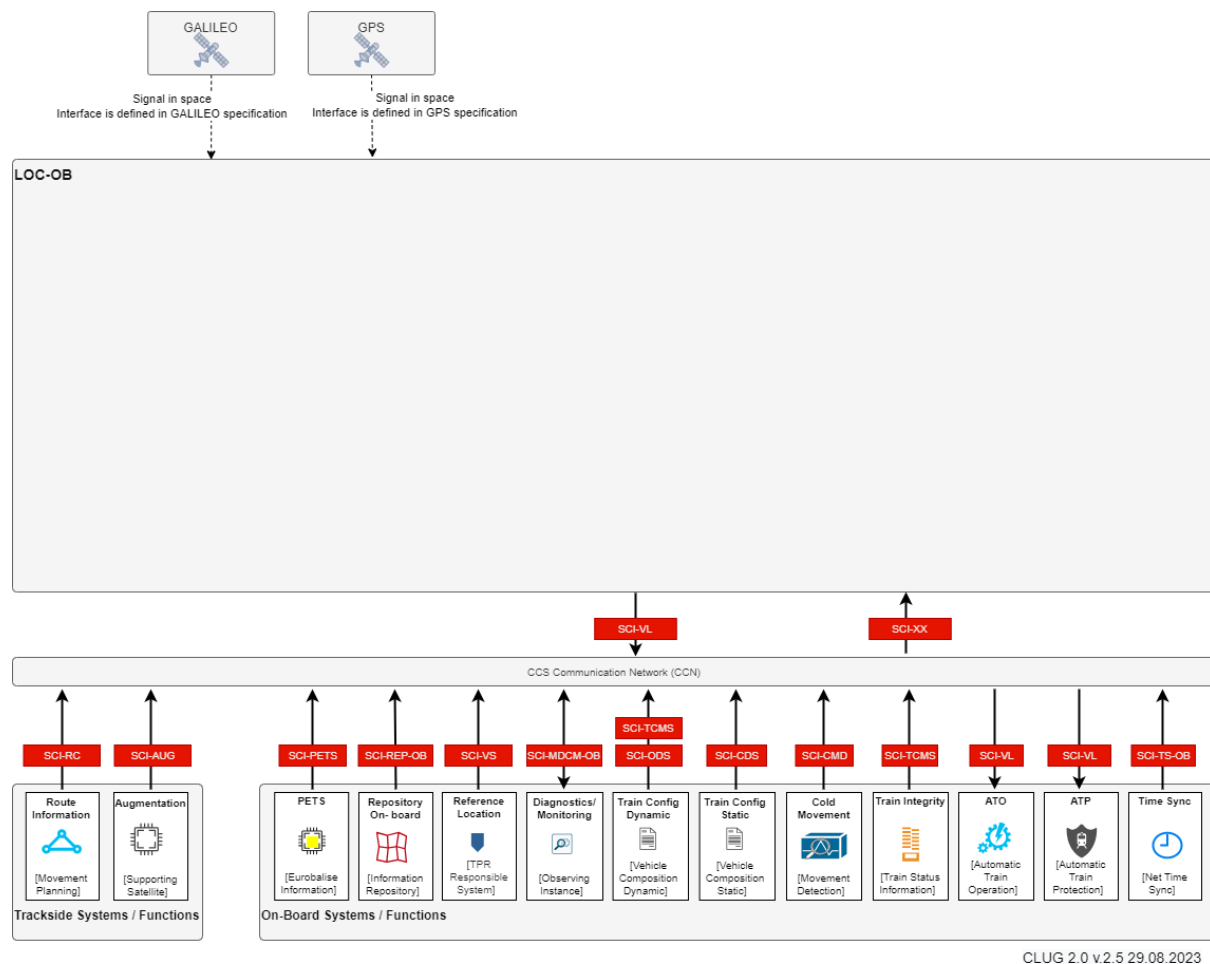 GALILEO
GPS
Signal in space
Interface is defined in GALILEO specification
Signal in space
Interface is defined in GPS specification
LOC-OB
SCI-VL
SCI-XX
CCS Communication Network (CCN)
SCI-TCMS
SCI-RC
SCI-AUG
SCI-PETS
SCI-REP-OB
SCI-VS
SCI-MDCM-OB
SCI-ODS
SCI-CDS
SCI-CMD
SCI-TCMS
SCI-VL
SCI-VL
SCI-TS-OB
Route
Information
[Movement
Planning]
Augmentation
[Supporting
Satellite]
Trackside Systems / Functions
PETS
[Eurobalise
Information]
Repository
On- board
[Information
Repository]
Reference
Location
[TPR
Responsible
System]
Diagnostics/
Monitoring
[Observing
Instance]
Train Config
Dynamic
[Vehicle
Composition
Dynamic]
Train Config
Static
[Vehicle
Composition
Static]
Cold
Movement
[Movement
Detection]
Train Integrity
[Train Status
Information]
ATO
[Automatic
Train
Operation]
ATP
[Automatic
Train
Protection]
Time Sync
[Net Time
Sync]
On-Board Systems / Functions
CLUG 2.0 v.2.5 29.08.2023